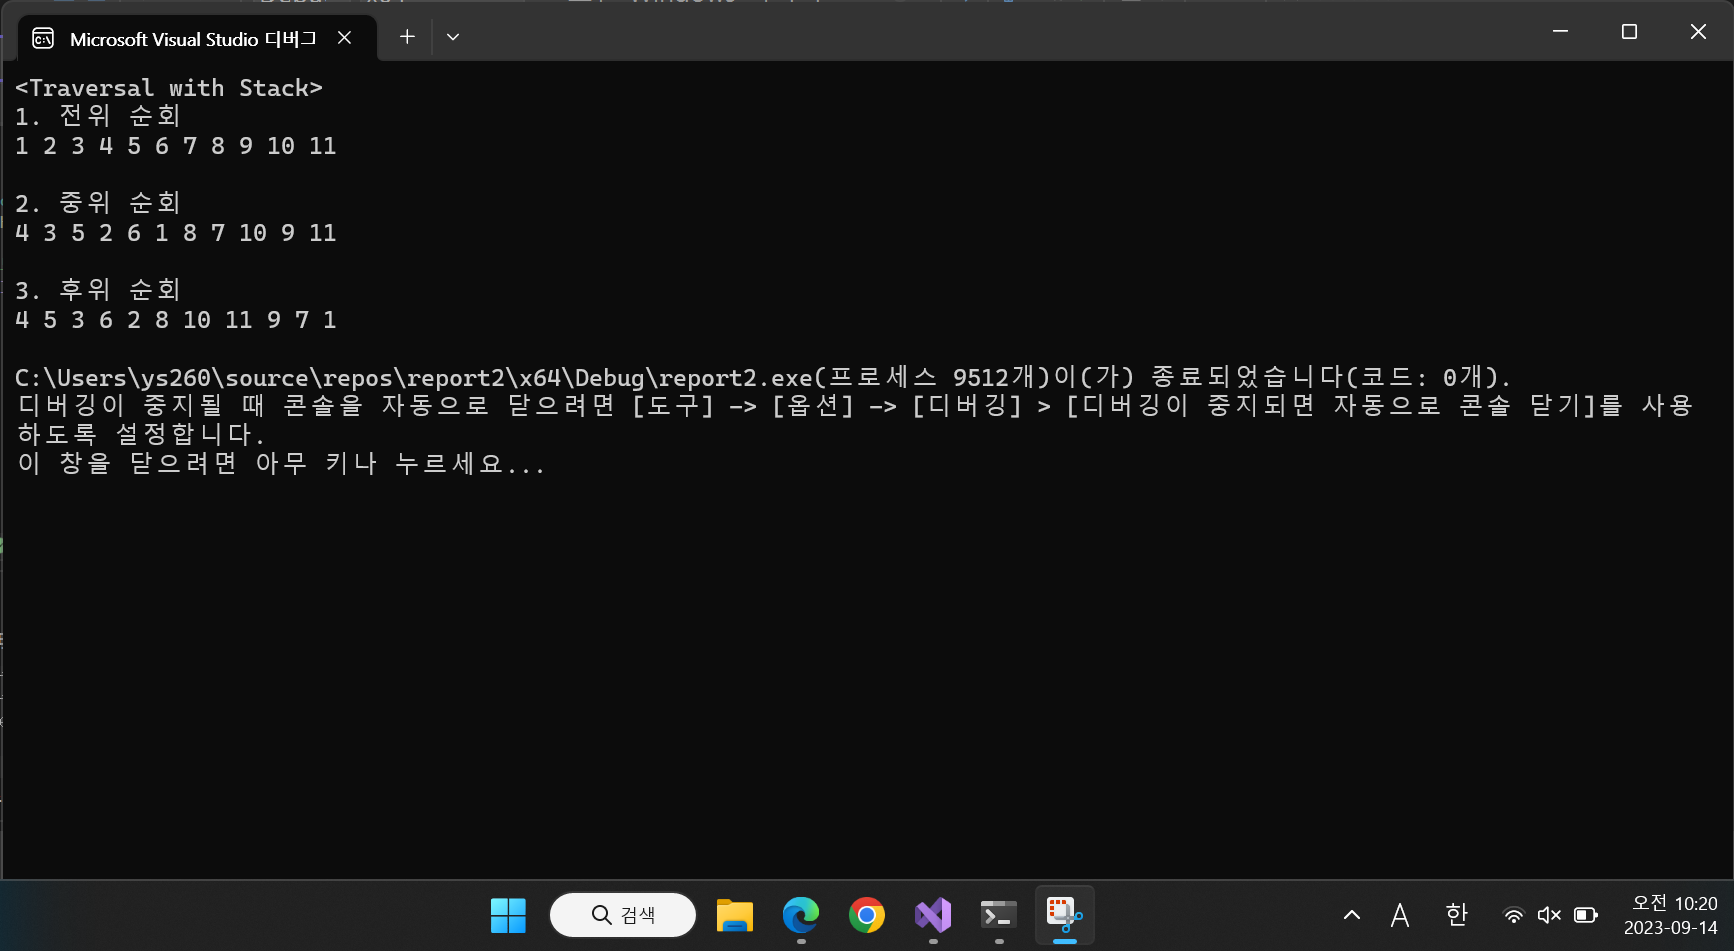 Microsoft Visual Studio 디버그
<Traversal with Stack>
1. 전위 순회
1 2 3 4 5 6 7 8 9 10 11
2. 중위 순회
4 3 5 2 6 1 8 7 10 9 11
3. 후위 순회
4 5 3 6 2 8 10 11 9 7 1
C:\Users\ys260\source\repos\report2\x64\Debug\report2.exe(프로세스 9512개)이(가) 종료되었습니다(코드: 0개).
디버깅이 중지될 때 콘솔을 자동으로 닫으려면 [도구] -> [옵션] -> [디버깅] > [디버깅이 중지되면 자동으로 콘솔 닫기]를 사용
하도록 설정합니다.
이 창을 닫으려면 아무 키나 누르세요...
검색
A 한
오전 10:20
2023-09-14